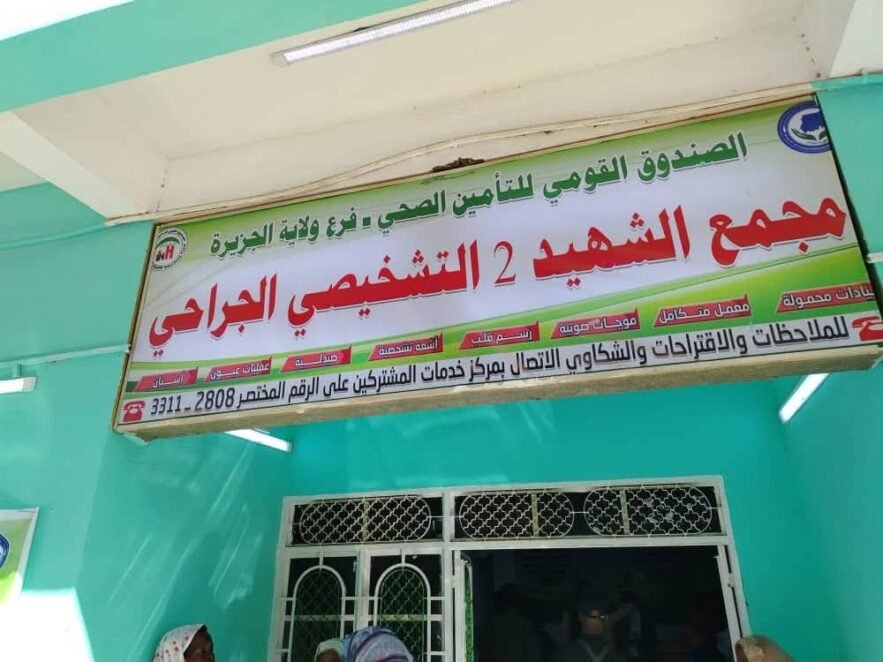 الصندوق القومي للتأمين الصحي - فرع ولاية الجزيرة
مجمع الشهيد 2 التشخيصي الجراحي
عيادات محمولة معمل متكامل موجات صوتية رسم قلب أشعة تشخصية صيدلية عمليات عيون أسنان
للملاحظات والاقتراحات والشكاوي الاتصال بمركز خدمات المشتركين على الرقم المختصر 2808 - 3311